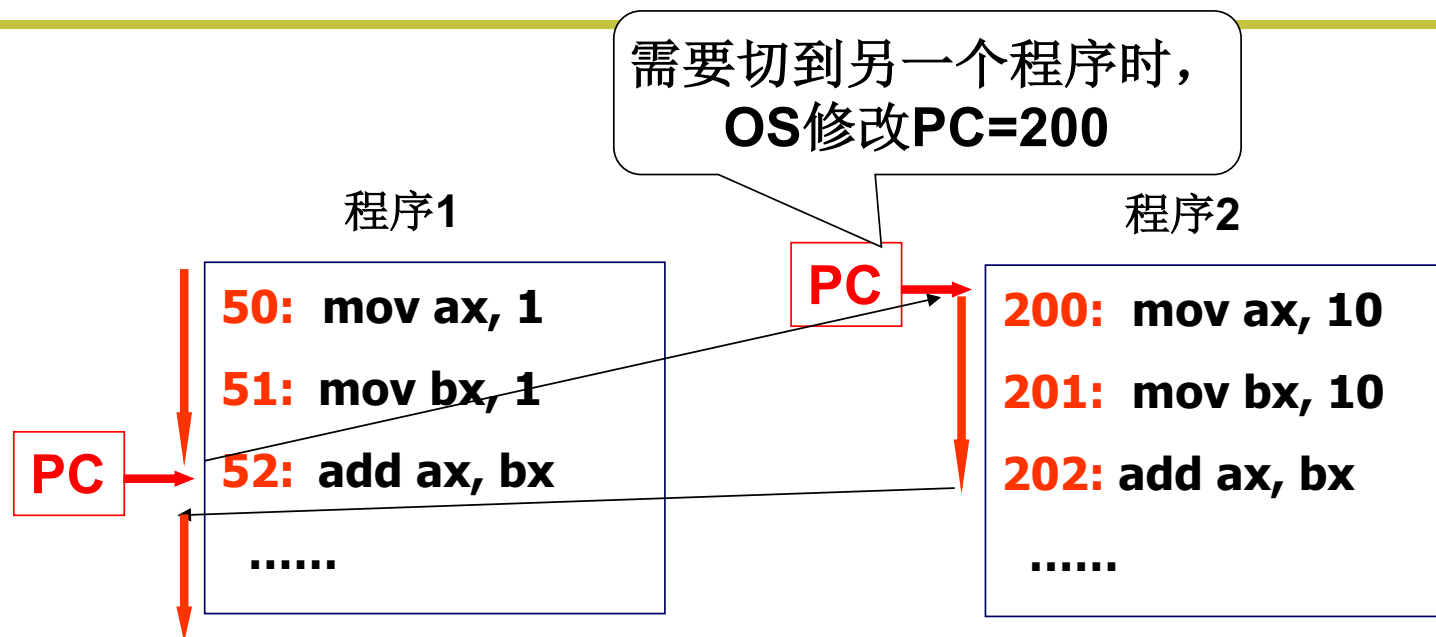 需要切到另一个程序时，
OS修改PC=200
程序1
50: mov ax, 1
51: mov bx, 1
52: add ax, bx
......
PC
程序2
PC
200: mov ax, 10
201: mov bx, 10
202: add ax, bx
......